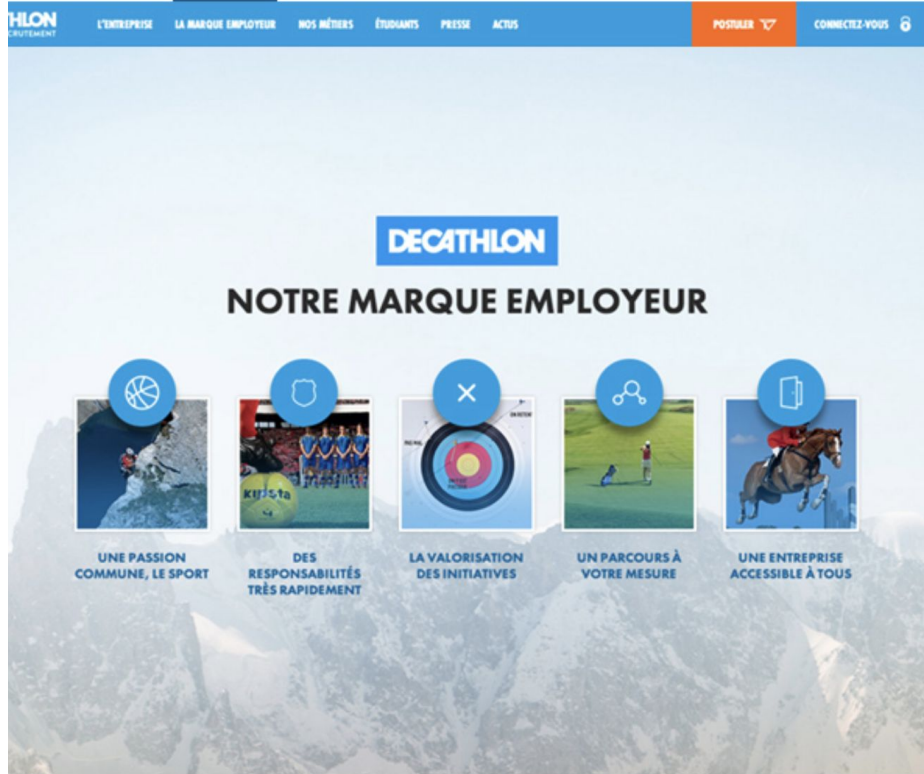 THLON
CRUTEMENT
L'ENTREPRISE LA MARQUE EMPLOYEUR NOS MÉTIERS ÉTUDIANTS PRESSE ACTUS POSTULER CONNECTEZ-VOUS
DECATHLON
NOTRE MARQUE EMPLOYEUR
KIPSTA
UNE PASSION
COMMUNE, LE SPORT
DES
RESPONSABILITÉS
TRÈS RAPIDEMENT
LA VALORISATION
DES INITIATIVES
UN PARCOURS À
VOTRE MESURE
UNE ENTREPRISE
ACCESSIBLE À TOUS